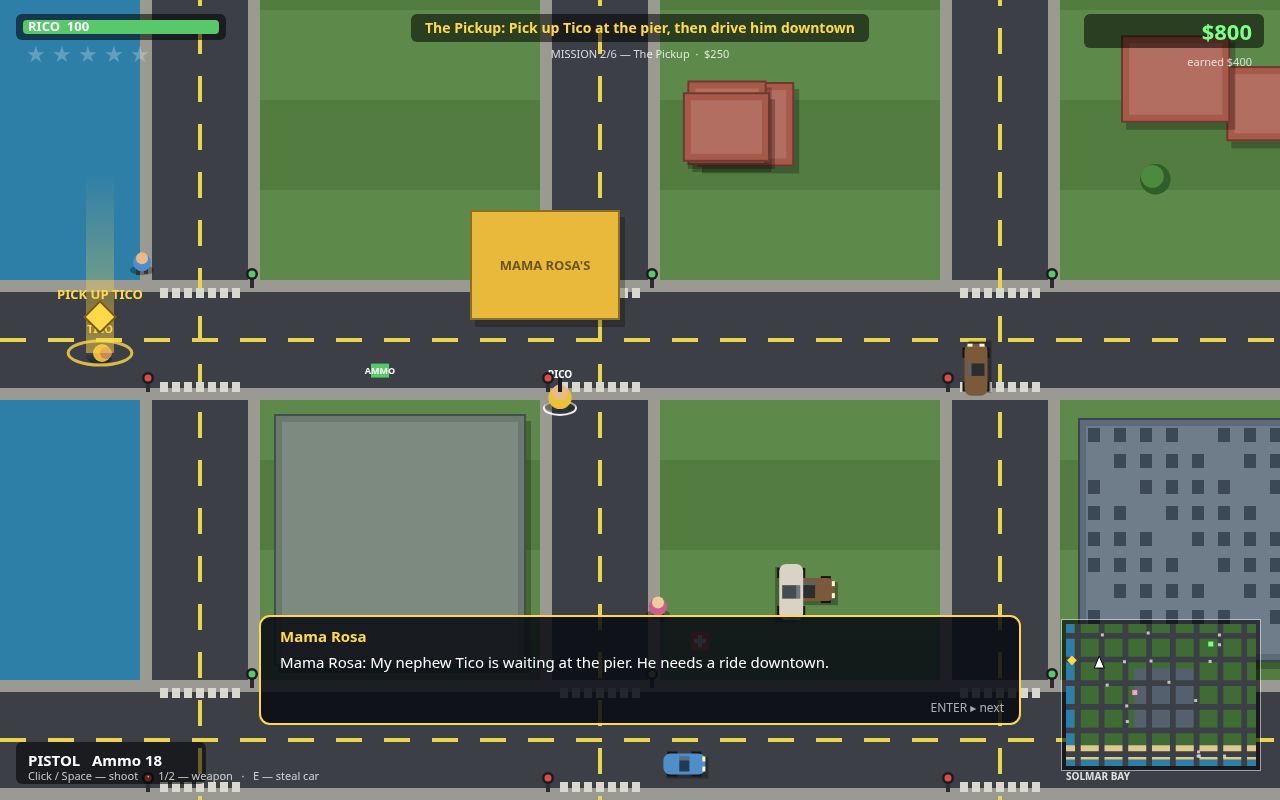 RICO 100
The Pickup: Pick up Tico at the pier, then drive him downtown
MISSION 2/6 — The Pickup · $250
$800
earned $400
MAMA ROSA'S
PICK UP TICO
TICO
AMMO
RICO
Mama Rosa
Mama Rosa: My nephew Tico is waiting at the pier. He needs a ride downtown.
ENTER ▸ next
PISTOL Ammo 18
Click / Space — shoot · 1/2 — weapon · E — steal car
SOLMAR BAY